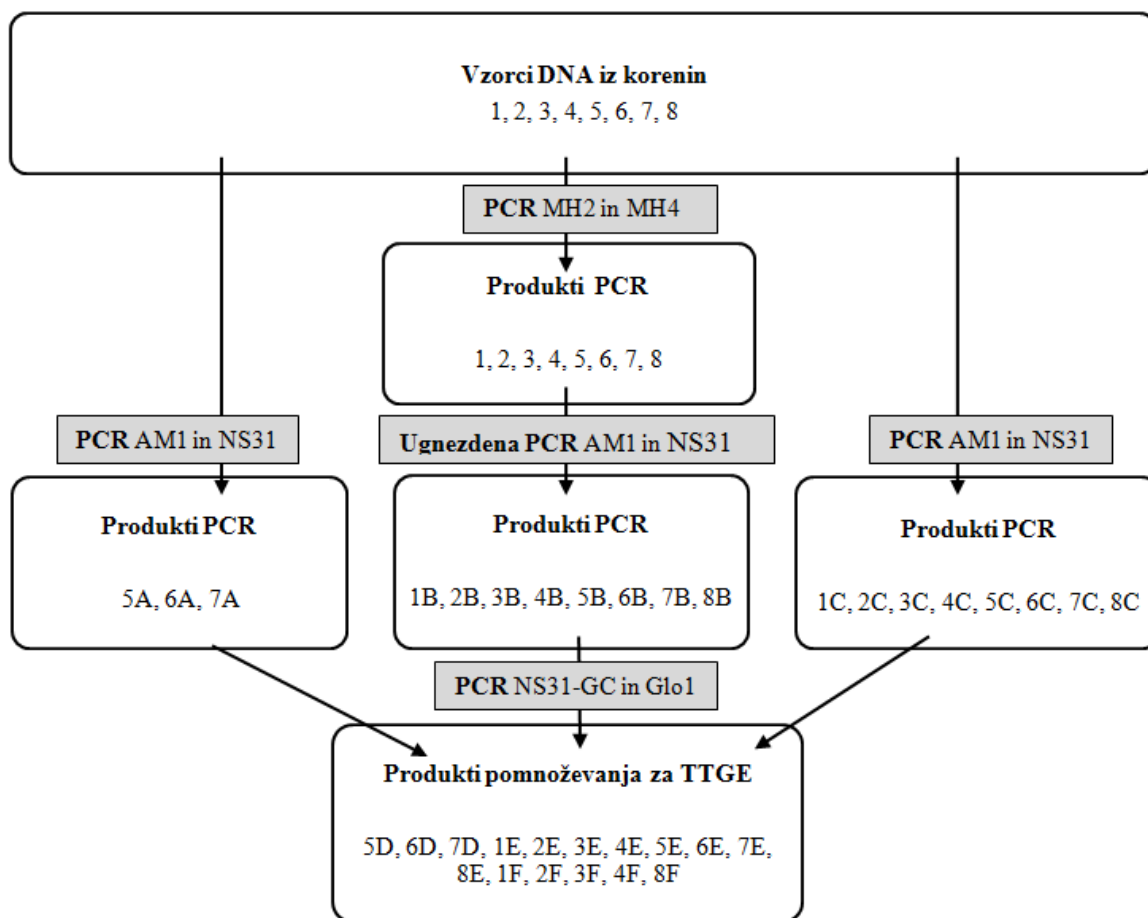 Vzorci DNA iz korenin
1, 2, 3, 4, 5, 6, 7, 8
PCR MH2 in MH4
Produkti PCR
1, 2, 3, 4, 5, 6, 7, 8
PCR AM1 in NS31
Ugnezdena PCR AM1 in NS31
PCR AM1 in NS31
Produkti PCR
5A, 6A, 7A
Produkti PCR
1B, 2B, 3B, 4B, 5B, 6B, 7B, 8B
Produkti PCR
1C, 2C, 3C, 4C, 5C, 6C, 7C, 8C
PCR NS31-GC in Glo1
Produkti pomnoževanja za TTGE
5D, 6D, 7D, 1E, 2E, 3E, 4E, 5E, 6E, 7E,
8E, 1F, 2F, 3F, 4F, 8F